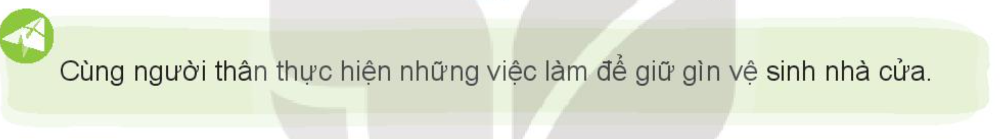 Cùng người thân thực hiện những việc làm để giữ gìn vệ sinh nhà cửa.